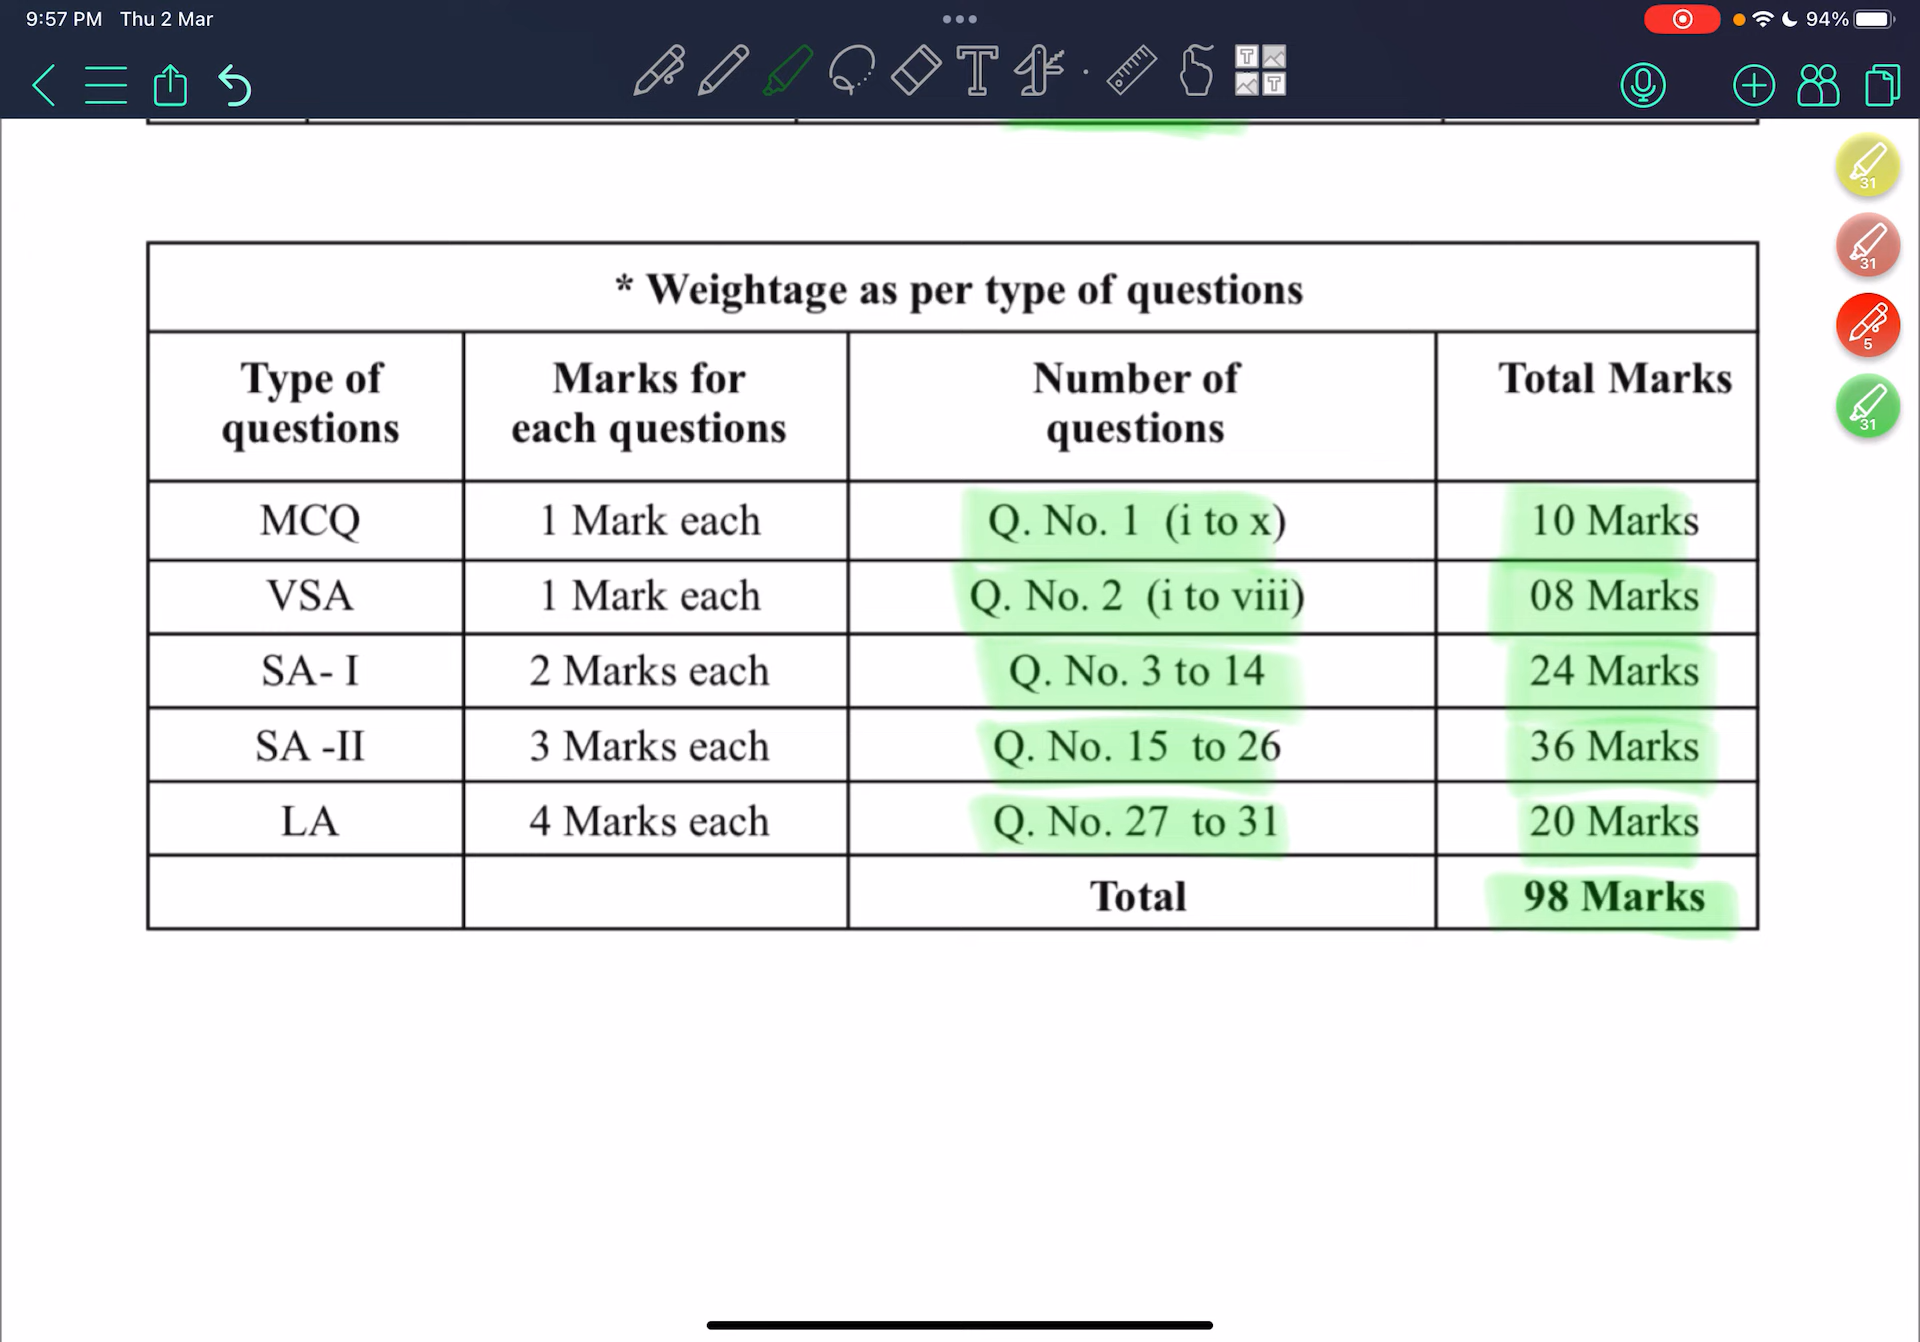 9:57 PM Thu 2 Mar
94%
T
T
T
31
31
5
31
* Weightage as per type of questions
Type of questions
Marks for each questions
Number of questions
Total Marks
MCQ 1 Mark each Q. No. 1 (i to x) 10 Marks
VSA 1 Mark each Q. No. 2 (i to viii) 08 Marks
SA- I 2 Marks each Q. No. 3 to 14 24 Marks
SA -II 3 Marks each Q. No. 15 to 26 36 Marks
LA 4 Marks each Q. No. 27 to 31 20 Marks
Total 98 Marks